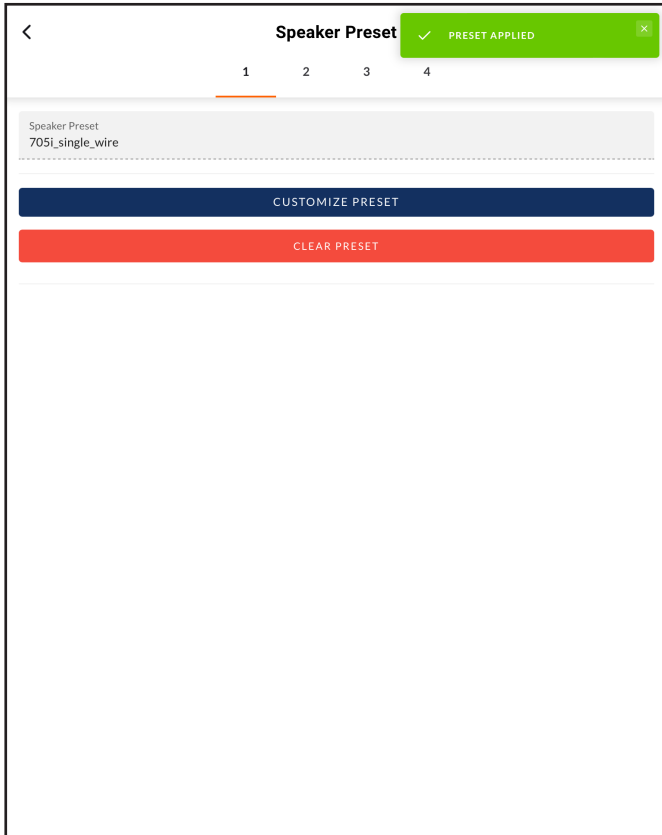 Speaker Preset
PRESET APPLIED
1 2 3 4
Speaker Preset
705i_single_wire
CUSTOMIZE PRESET
CLEAR PRESET